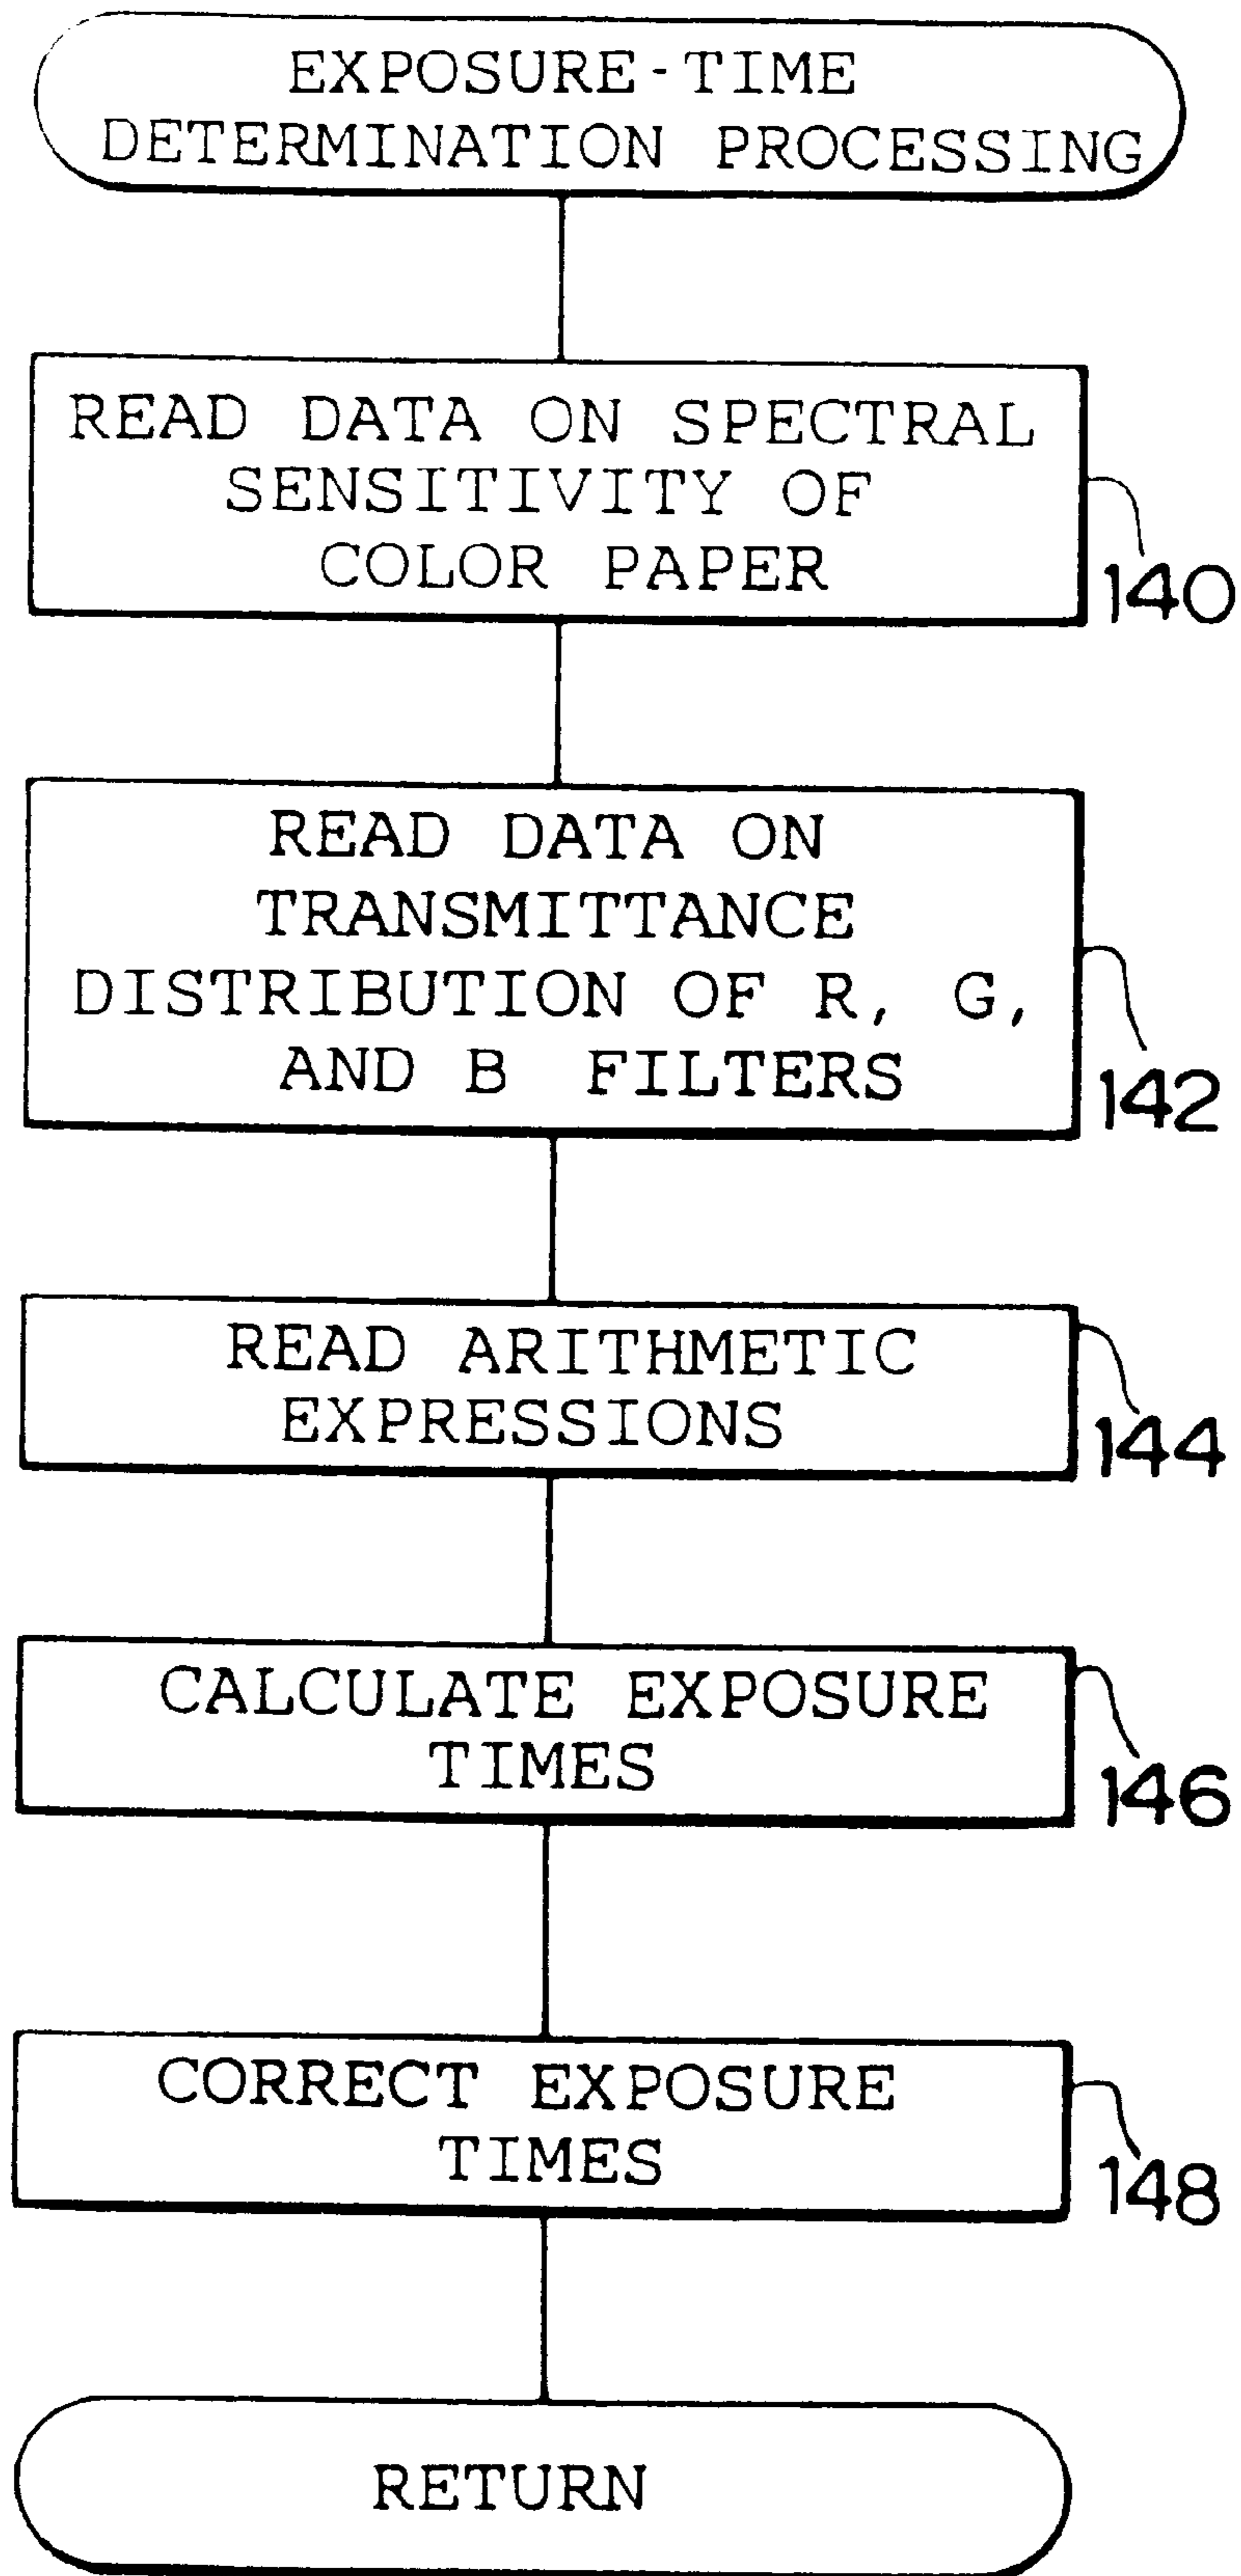 EXPOSURE-TIME
DETERMINATION PROCESSING
READ DATA ON SPECTRAL
SENSITIVITY OF
COLOR PAPER
140
READ DATA ON
TRANSMITTANCE
DISTRIBUTION OF R, G,
AND B FILTERS
142
READ ARITHMETIC
EXPRESSIONS
144
CALCULATE EXPOSURE
TIMES
146
CORRECT EXPOSURE
TIMES
148
RETURN